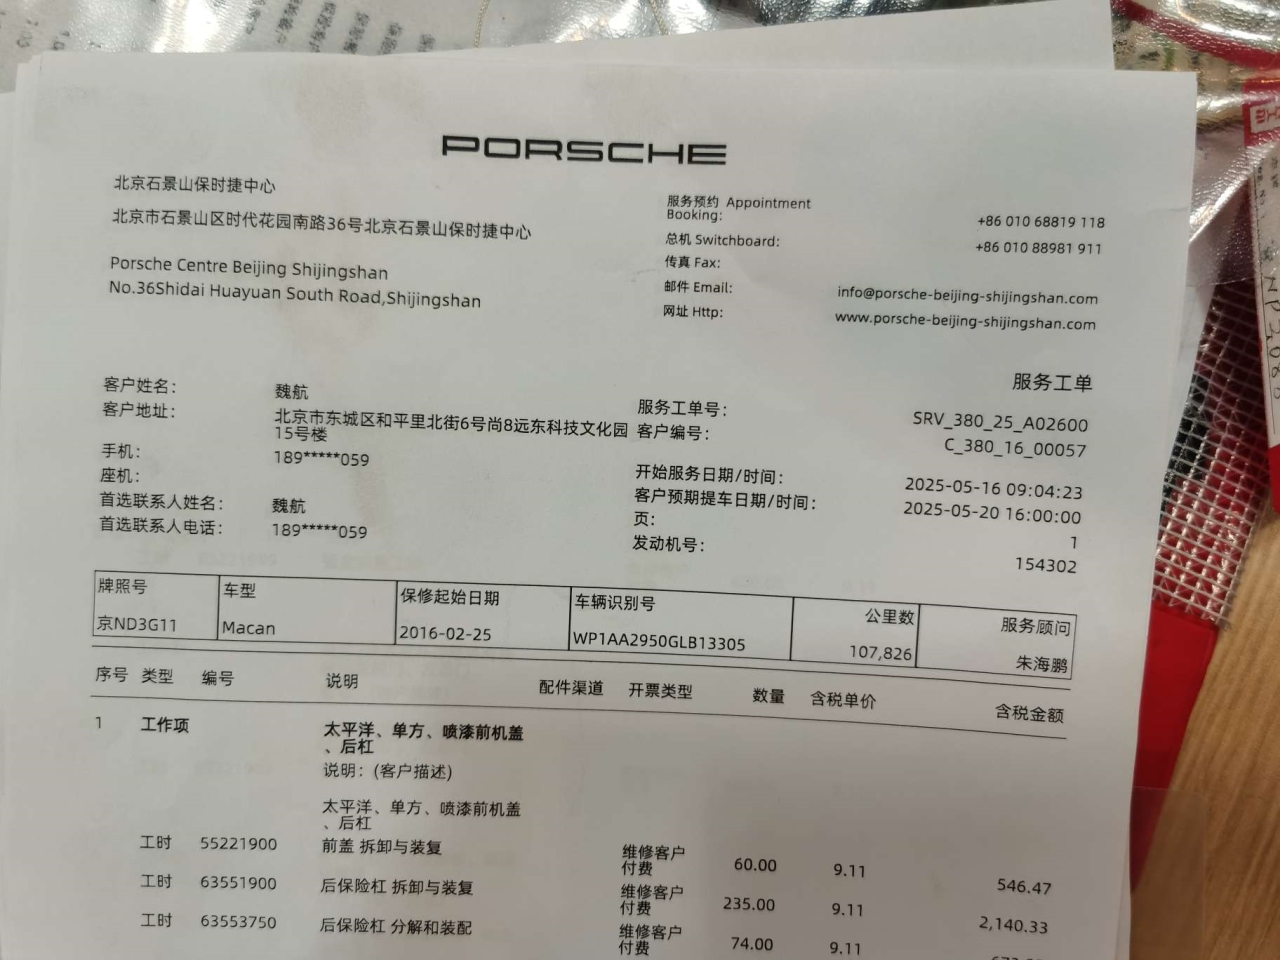 PORSCHE
北京石景山保时捷中心
北京市石景山区时代花园南路36号北京石景山保时捷中心
Porsche Centre Beijing Shijingshan
No.36Shidai Huayuan South Road,Shijingshan
服务预约 Appointment
Booking: +86 010 68819 118
总机 Switchboard: +86 010 88981 911
传真 Fax:
邮件 Email: info@porsche-beijing-shijingshan.com
网址 Http: www.porsche-beijing-shijingshan.com
服务工单
客户姓名: 魏航
客户地址: 北京市东城区和平里北街6号尚8远东科技文化园
15号楼
手机: 189*****059
座机:
首选联系人姓名: 魏航
首选联系人电话: 189*****059
服务工单号: SRV_380_25_A02600
客户编号: C_380_16_00057
开始服务日期/时间: 2025-05-16 09:04:23
客户预期提车日期/时间: 2025-05-20 16:00:00
页: 1
发动机号: 154302
牌照号 车型 保修起始日期 车辆识别号 公里数 服务顾问
京ND3G11 Macan 2016-02-25 WP1AA2950GLB13305 107,826 朱海鹏
序号 类型 编号 说明 配件渠道 开票类型 数量 含税单价 含税金额
1 工作项 太平洋、单方、喷漆前机盖
、后杠
说明: (客户描述)
太平洋、单方、喷漆前机盖
、后杠
工时 55221900 前盖 拆卸与装复 维修客户
付费 60.00 9.11 546.47
工时 63551900 后保险杠 拆卸与装复 维修客户
付费 235.00 9.11 2,140.33
工时 63553750 后保险杠 分解和装配 维修客户
付费 74.00 9.11